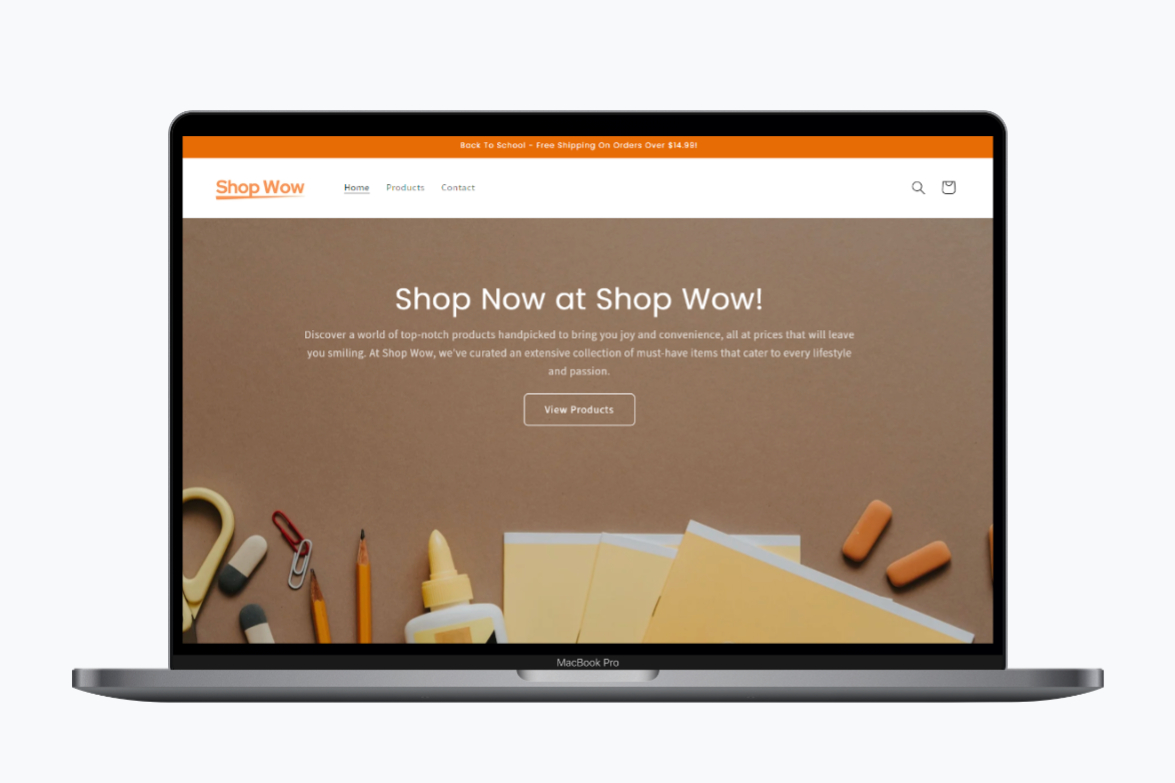 Back To School - Free Shipping On Orders Over $14.99!
Shop Wow
Home Products Contact
Shop Now at Shop Wow!
Discover a world of top-notch products handpicked to bring you joy and convenience, all at prices that will leave
you smiling. At Shop Wow, we've curated an extensive collection of must-have items that cater to every lifestyle
and passion.
View Products
MacBook Pro